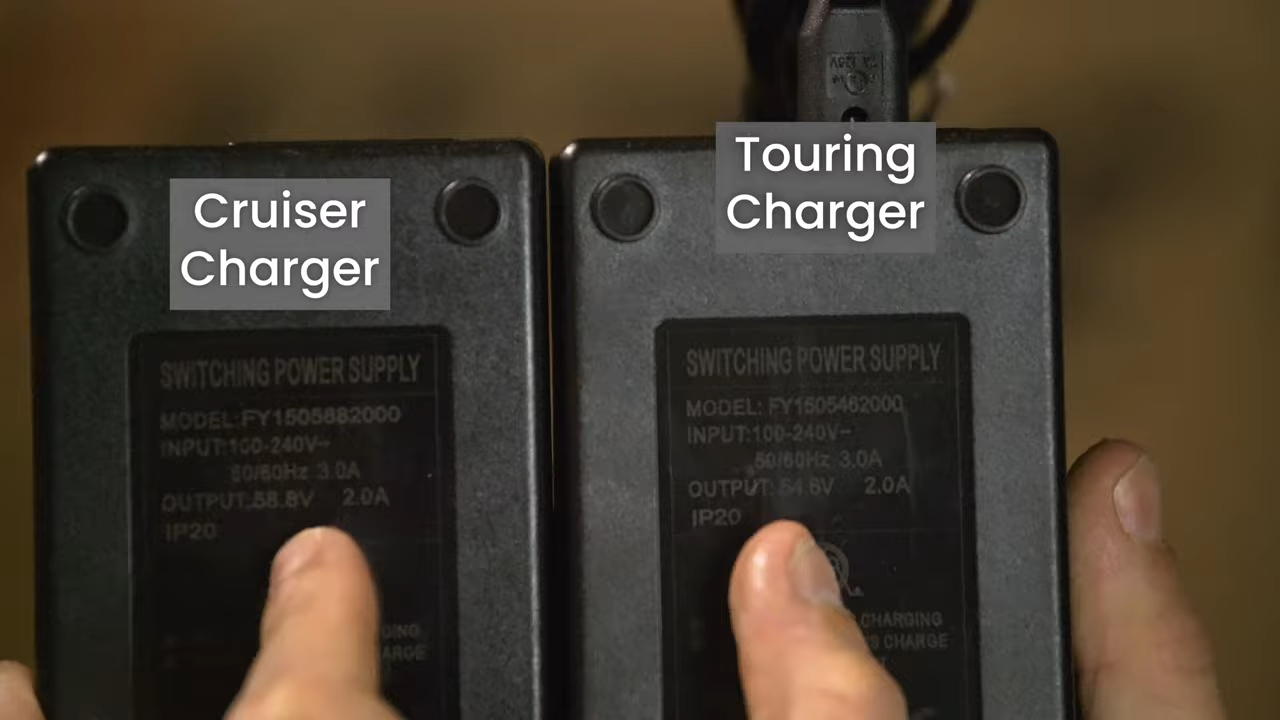 Cruiser
Charger
SWITCHING POWER SUPPLY
MODEL:FY1505882000
INPUT:100-240V~
50/60Hz 3.0A
OUTPUT:58.8V 2.0A
IP20
GING
ARGE
Touring
Charger
SWITCHING POWER SUPPLY
MODEL: FY1505462000
INPUT:100-240V~
50/60Hz 3.0A
OUTPUT: 54.6V 2.0A
IP20
CHARGING
CHARGE